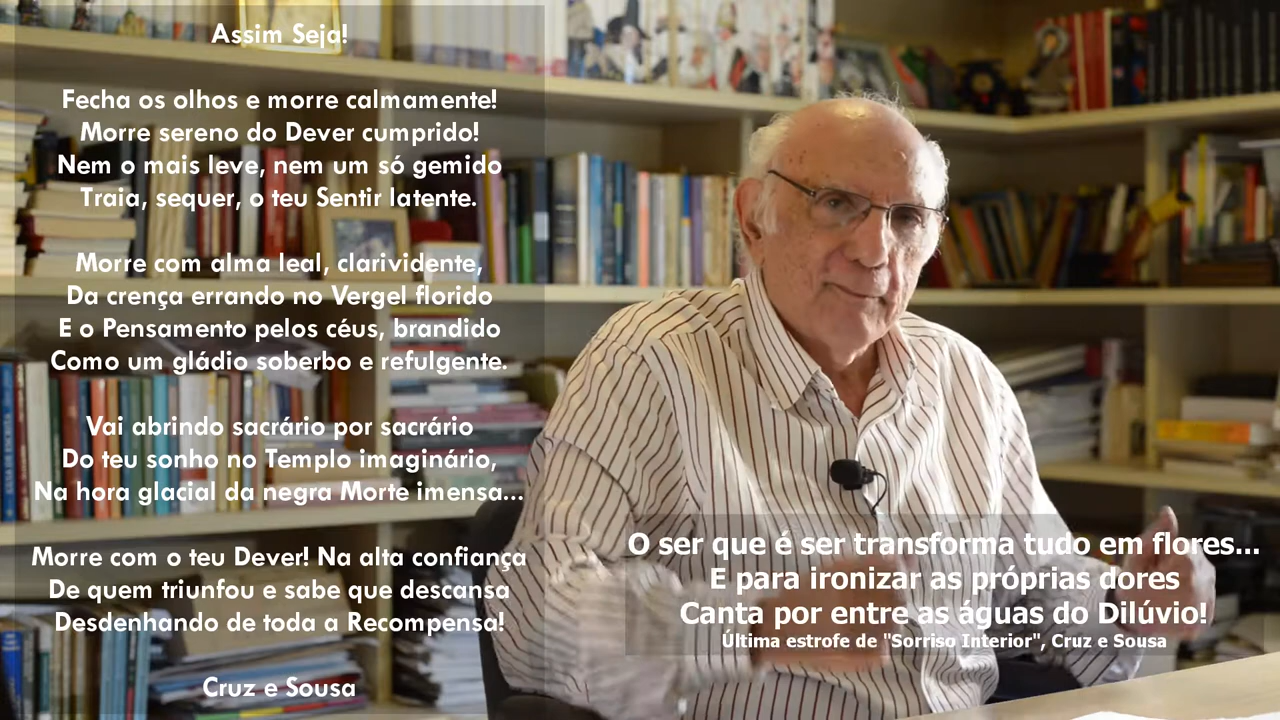 Assim Seja!
Fecha os olhos e morre calmamente!
Morre sereno do Dever cumprido!
Nem o mais leve, nem um só gemido
Traia, sequer, o teu Sentir latente.
Morre com alma leal, clarividente,
Da crença errando no Vergel florido
E o Pensamento pelos céus, brandido
Como um gládio soberbo e refulgente.
Vai abrindo sacrário por sacrário
Do teu sonho no Templo imaginário,
Na hora glacial da negra Morte imensa...
Morre com o teu Dever! Na alta confiança
De quem triunfou e sabe que descansa
Desdenhando de toda a Recompensa!
Cruz e Sousa
O ser que é ser transforma tudo em flores...
E para ironizar as próprias dores
Canta por entre as águas do Dilúvio!
Última estrofe de "Sorriso Interior", Cruz e Sousa